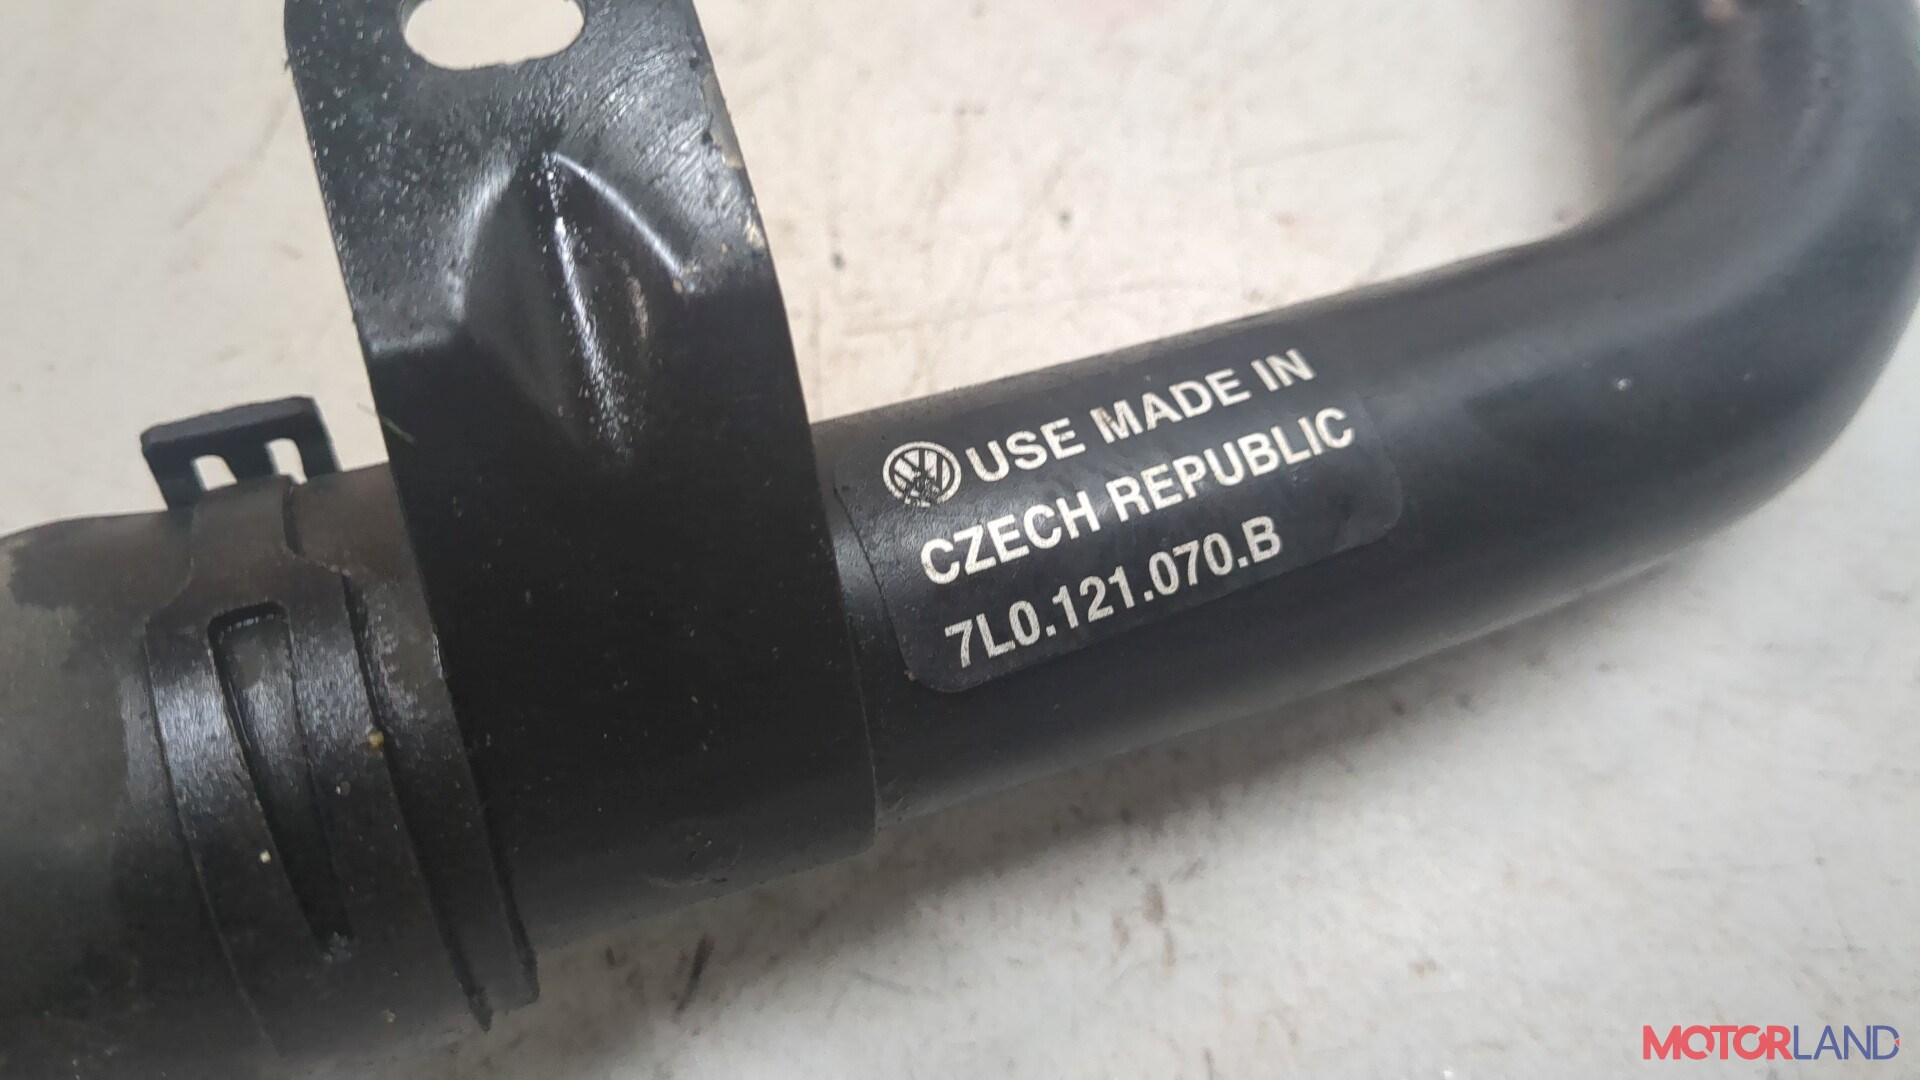 USE MADE IN
CZECH REPUBLIC
7L0.121.070.B
MOTORLAND